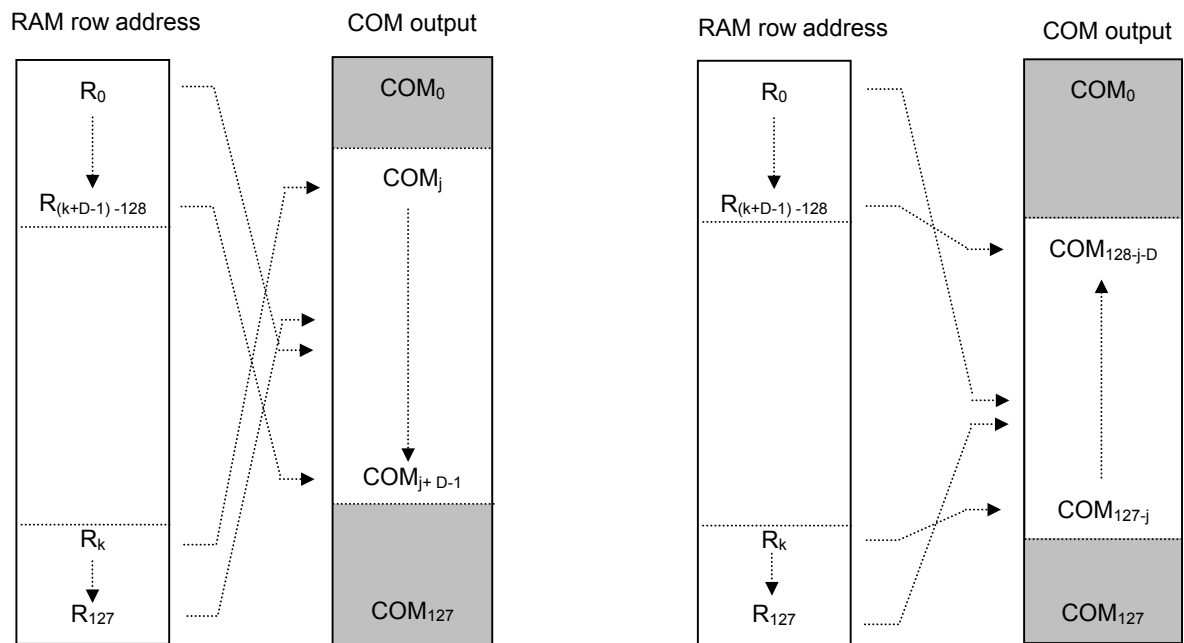 RAM row address
COM output
R0
R(k+D-1) -128
Rk
R127
COM0
COMj
COMj+ D-1
COM127
RAM row address
COM output
R0
R(k+D-1) -128
Rk
R127
COM0
COM128-j-D
COM127-j
COM127